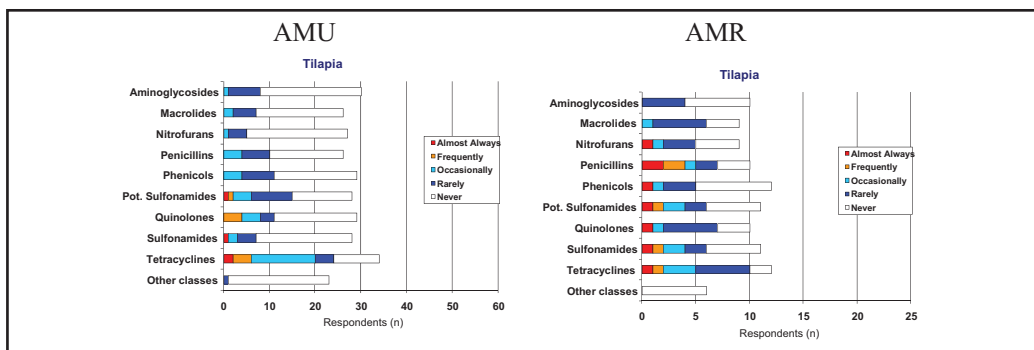 AMU
Tilapia
Aminoglycosides
Macrolides
Nitrofurans
Penicillins
Phenicols
Pot. Sulfonamides
Quinolones
Sulfonamides
Tetracyclines
Other classes
Almost Always
Frequently
Occasionally
Rarely
Never
0 10 20 30 40 50 60
Respondents (n)
AMR
Tilapia
Aminoglycosides
Macrolides
Nitrofurans
Penicillins
Phenicols
Pot. Sulfonamides
Quinolones
Sulfonamides
Tetracyclines
Other classes
Almost Always
Frequently
Occasionally
Rarely
Never
0 5 10 15 20 25
Respondents (n)